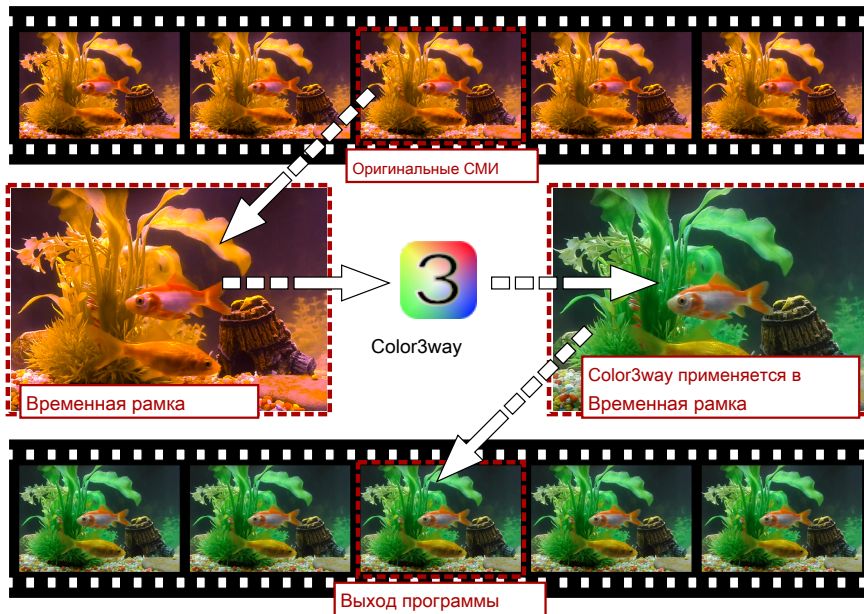 Оригинальные СМИ
3
Color3way
Временная рамка
Color3way применяется в
Временная рамка
Выход программы